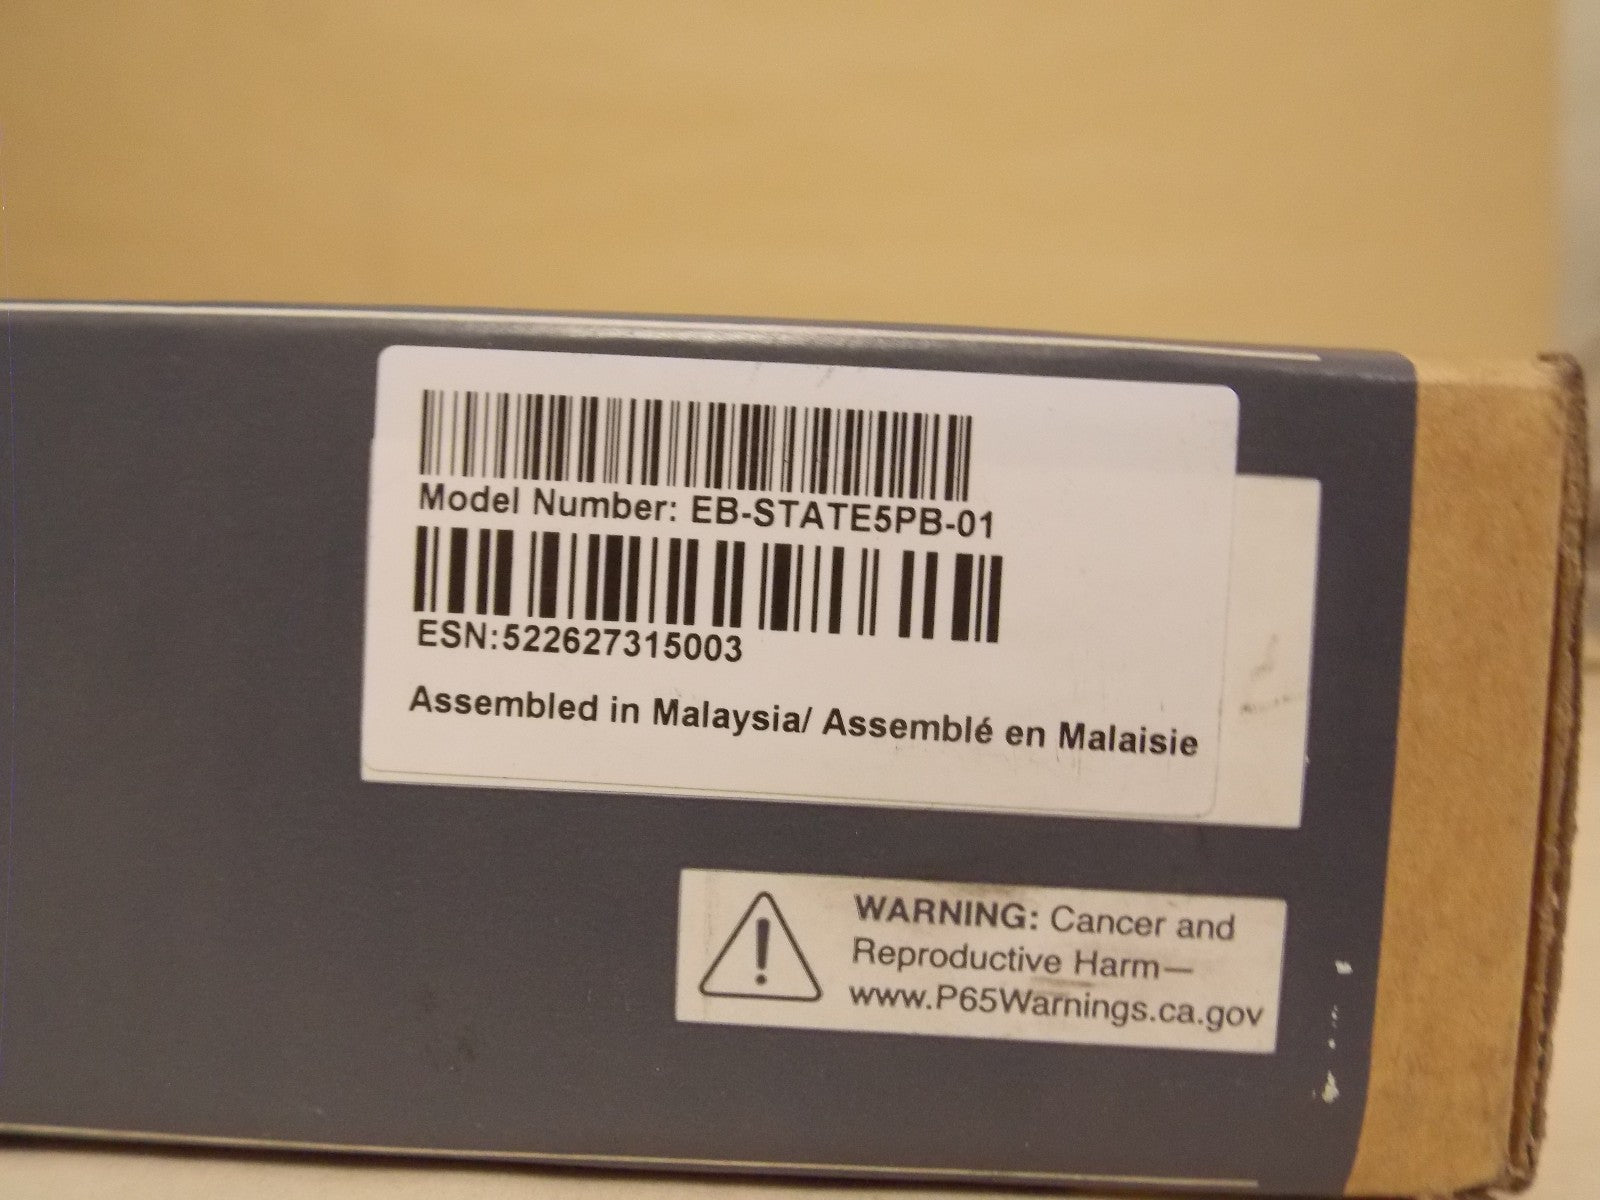 Model Number: EB-STATE5PB-01
ESN:522627315003
Assembled in Malaysia/ Assemblé en Malaisie
WARNING: Cancer and
Reproductive Harm—
www.P65Warnings.ca.gov